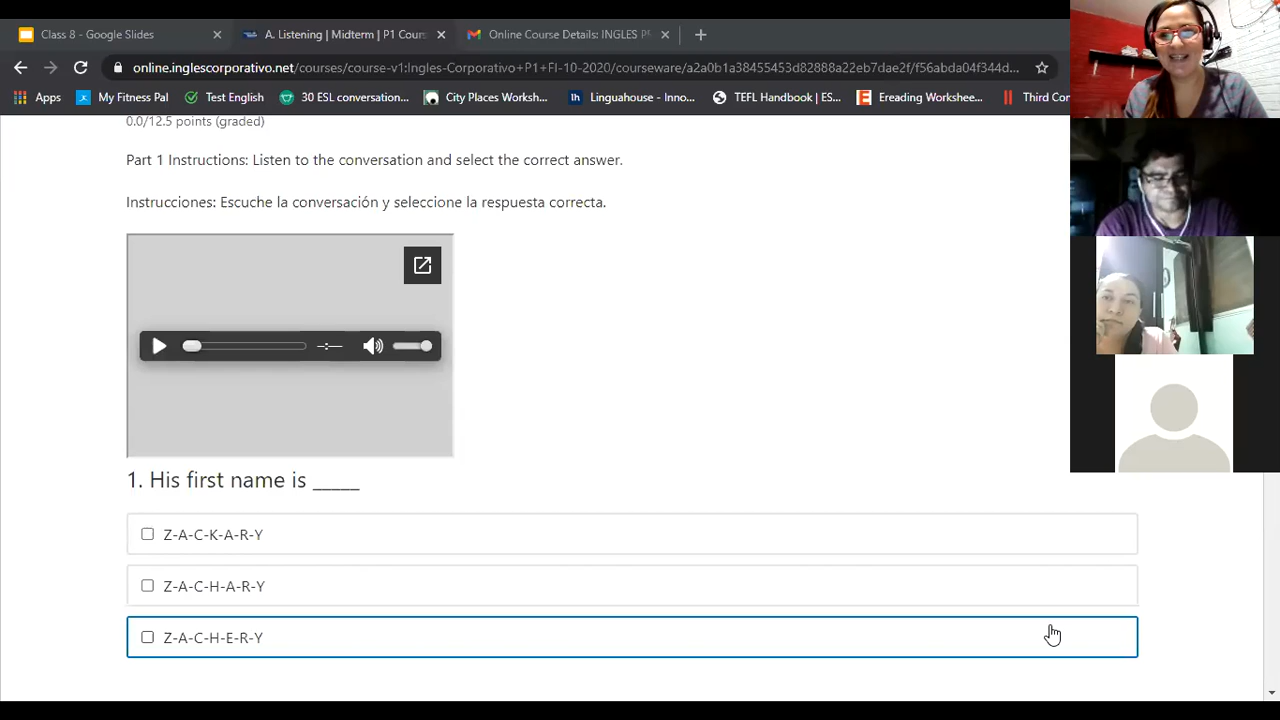 Class 8 - Google Slides
A. Listening | Midterm | P1 Cours
Online Course Details: INGLES P
online.inglescorporativo.net/courses/course-v1:Ingles-Corporativo
2020/courseware/a2a0b1a38455453d82888a22eb7dae2f/f56abda04f344d...
Apps
My Fitness Pal
Test English
30 ESL conversation...
City Places Worksh...
Linguahouse - Inno...
TEFL Handbook | ES...
Ereading Workshee...
Third Con
0.0/12.5 points (graded)
Part 1 Instructions: Listen to the conversation and select the correct answer.
Instrucciones: Escuche la conversación y seleccione la respuesta correcta.
-:--
1. His first name is _____
Z-A-C-K-A-R-Y
Z-A-C-H-A-R-Y
Z-A-C-H-E-R-Y